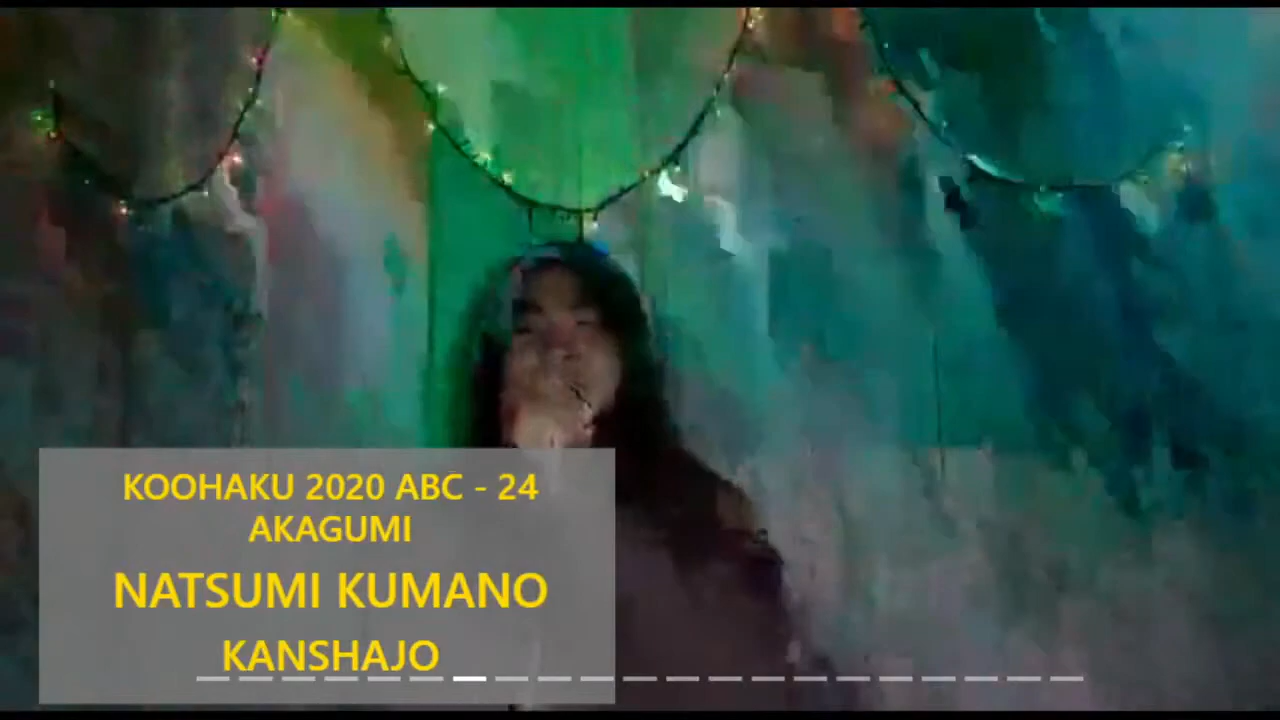 KOOHAKU 2020 ABC - 24
AKAGUMI
NATSUMI KUMANO
KANSHAJO